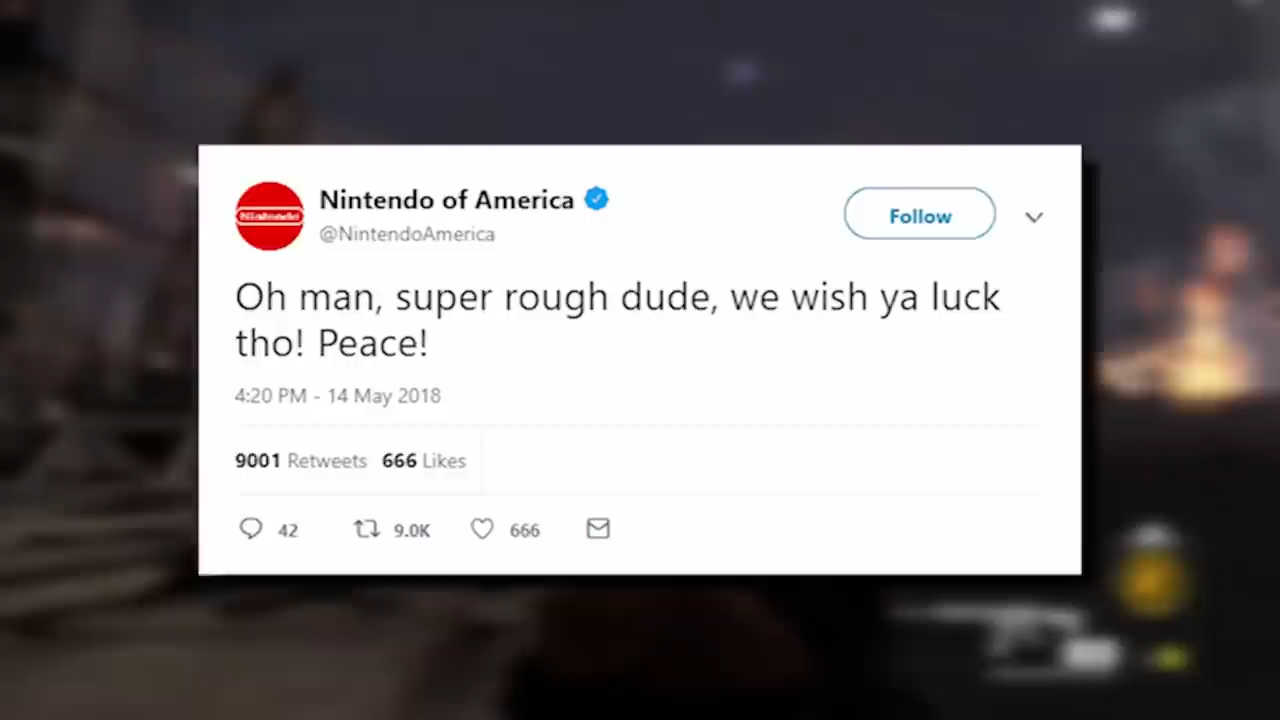 Nintendo
Nintendo of America
@NintendoAmerica
Follow
Oh man, super rough dude, we wish ya luck
tho! Peace!
4:20 PM - 14 May 2018
9001 Retweets 666 Likes
42 9.0K 666